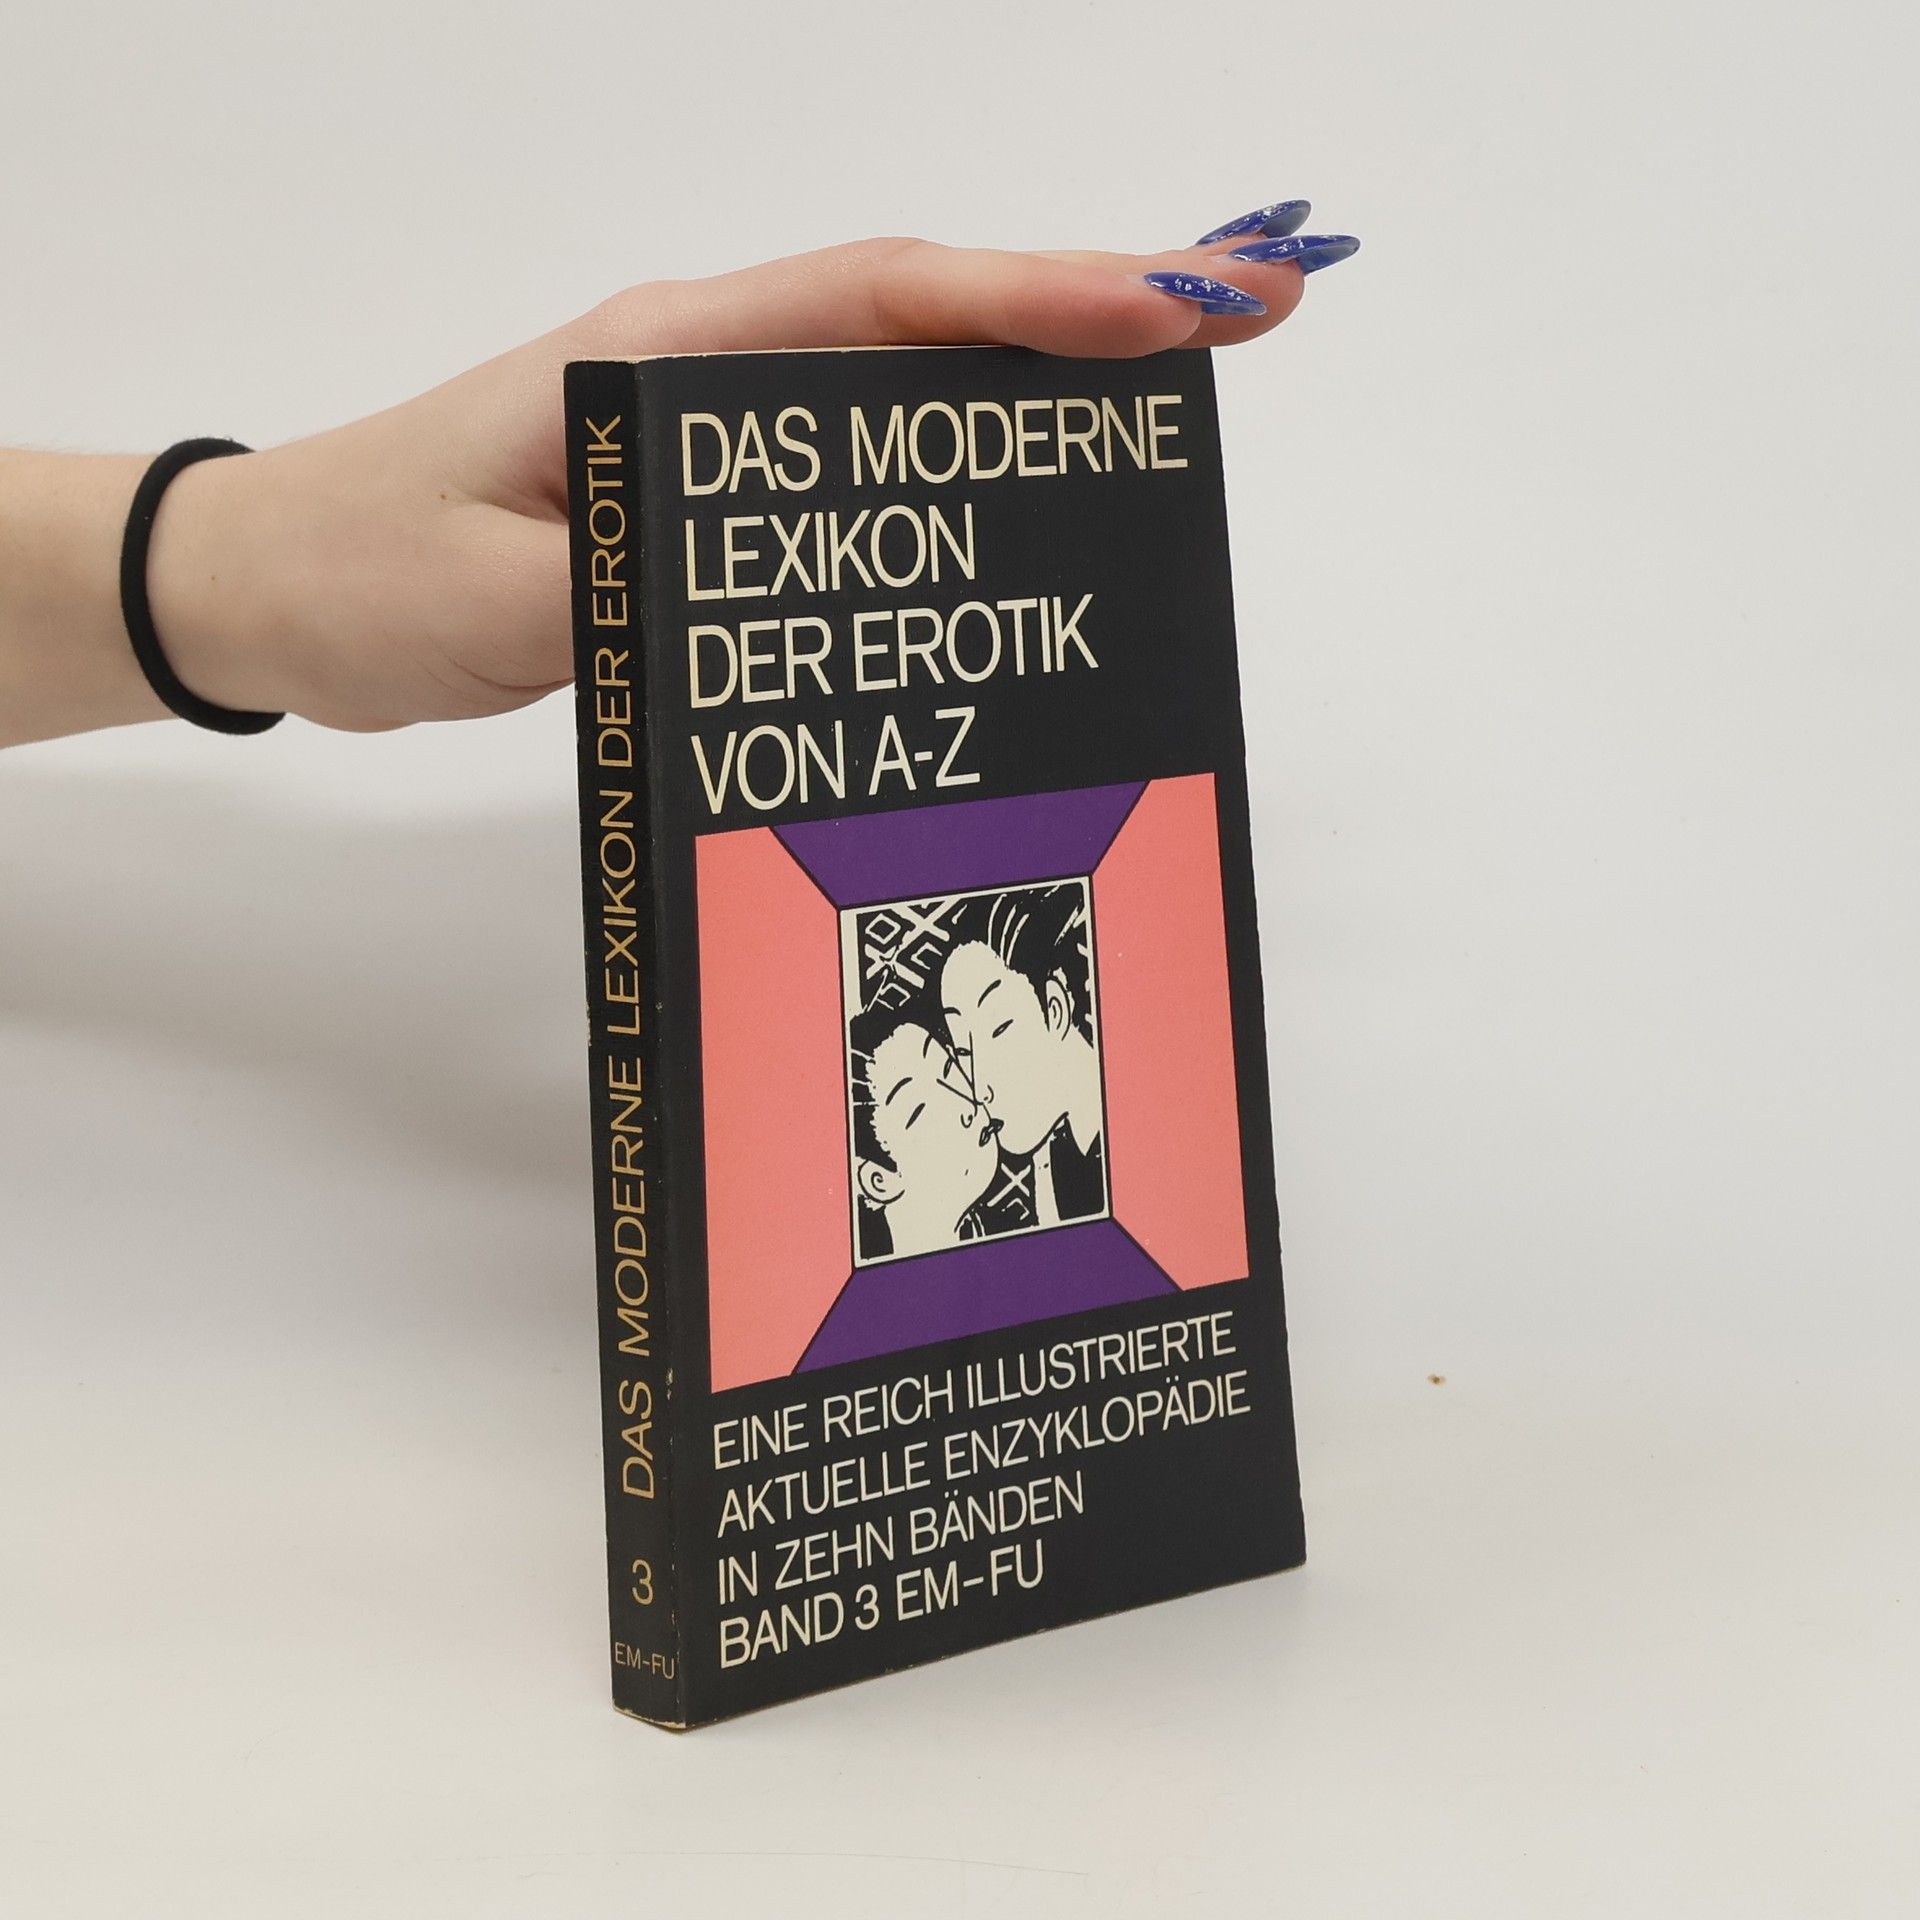 DAS MODERNE LEXIKON DER EROTIK
3
EM-FU
DAS MODERNE
LEXIKON
DER EROTIK
VON A-Z
EINE REICH ILLUSTRIERTE
AKTUELLE ENZYKLOPÄDIE
IN ZEHN BÄNDEN
BAND 3 EM-FU